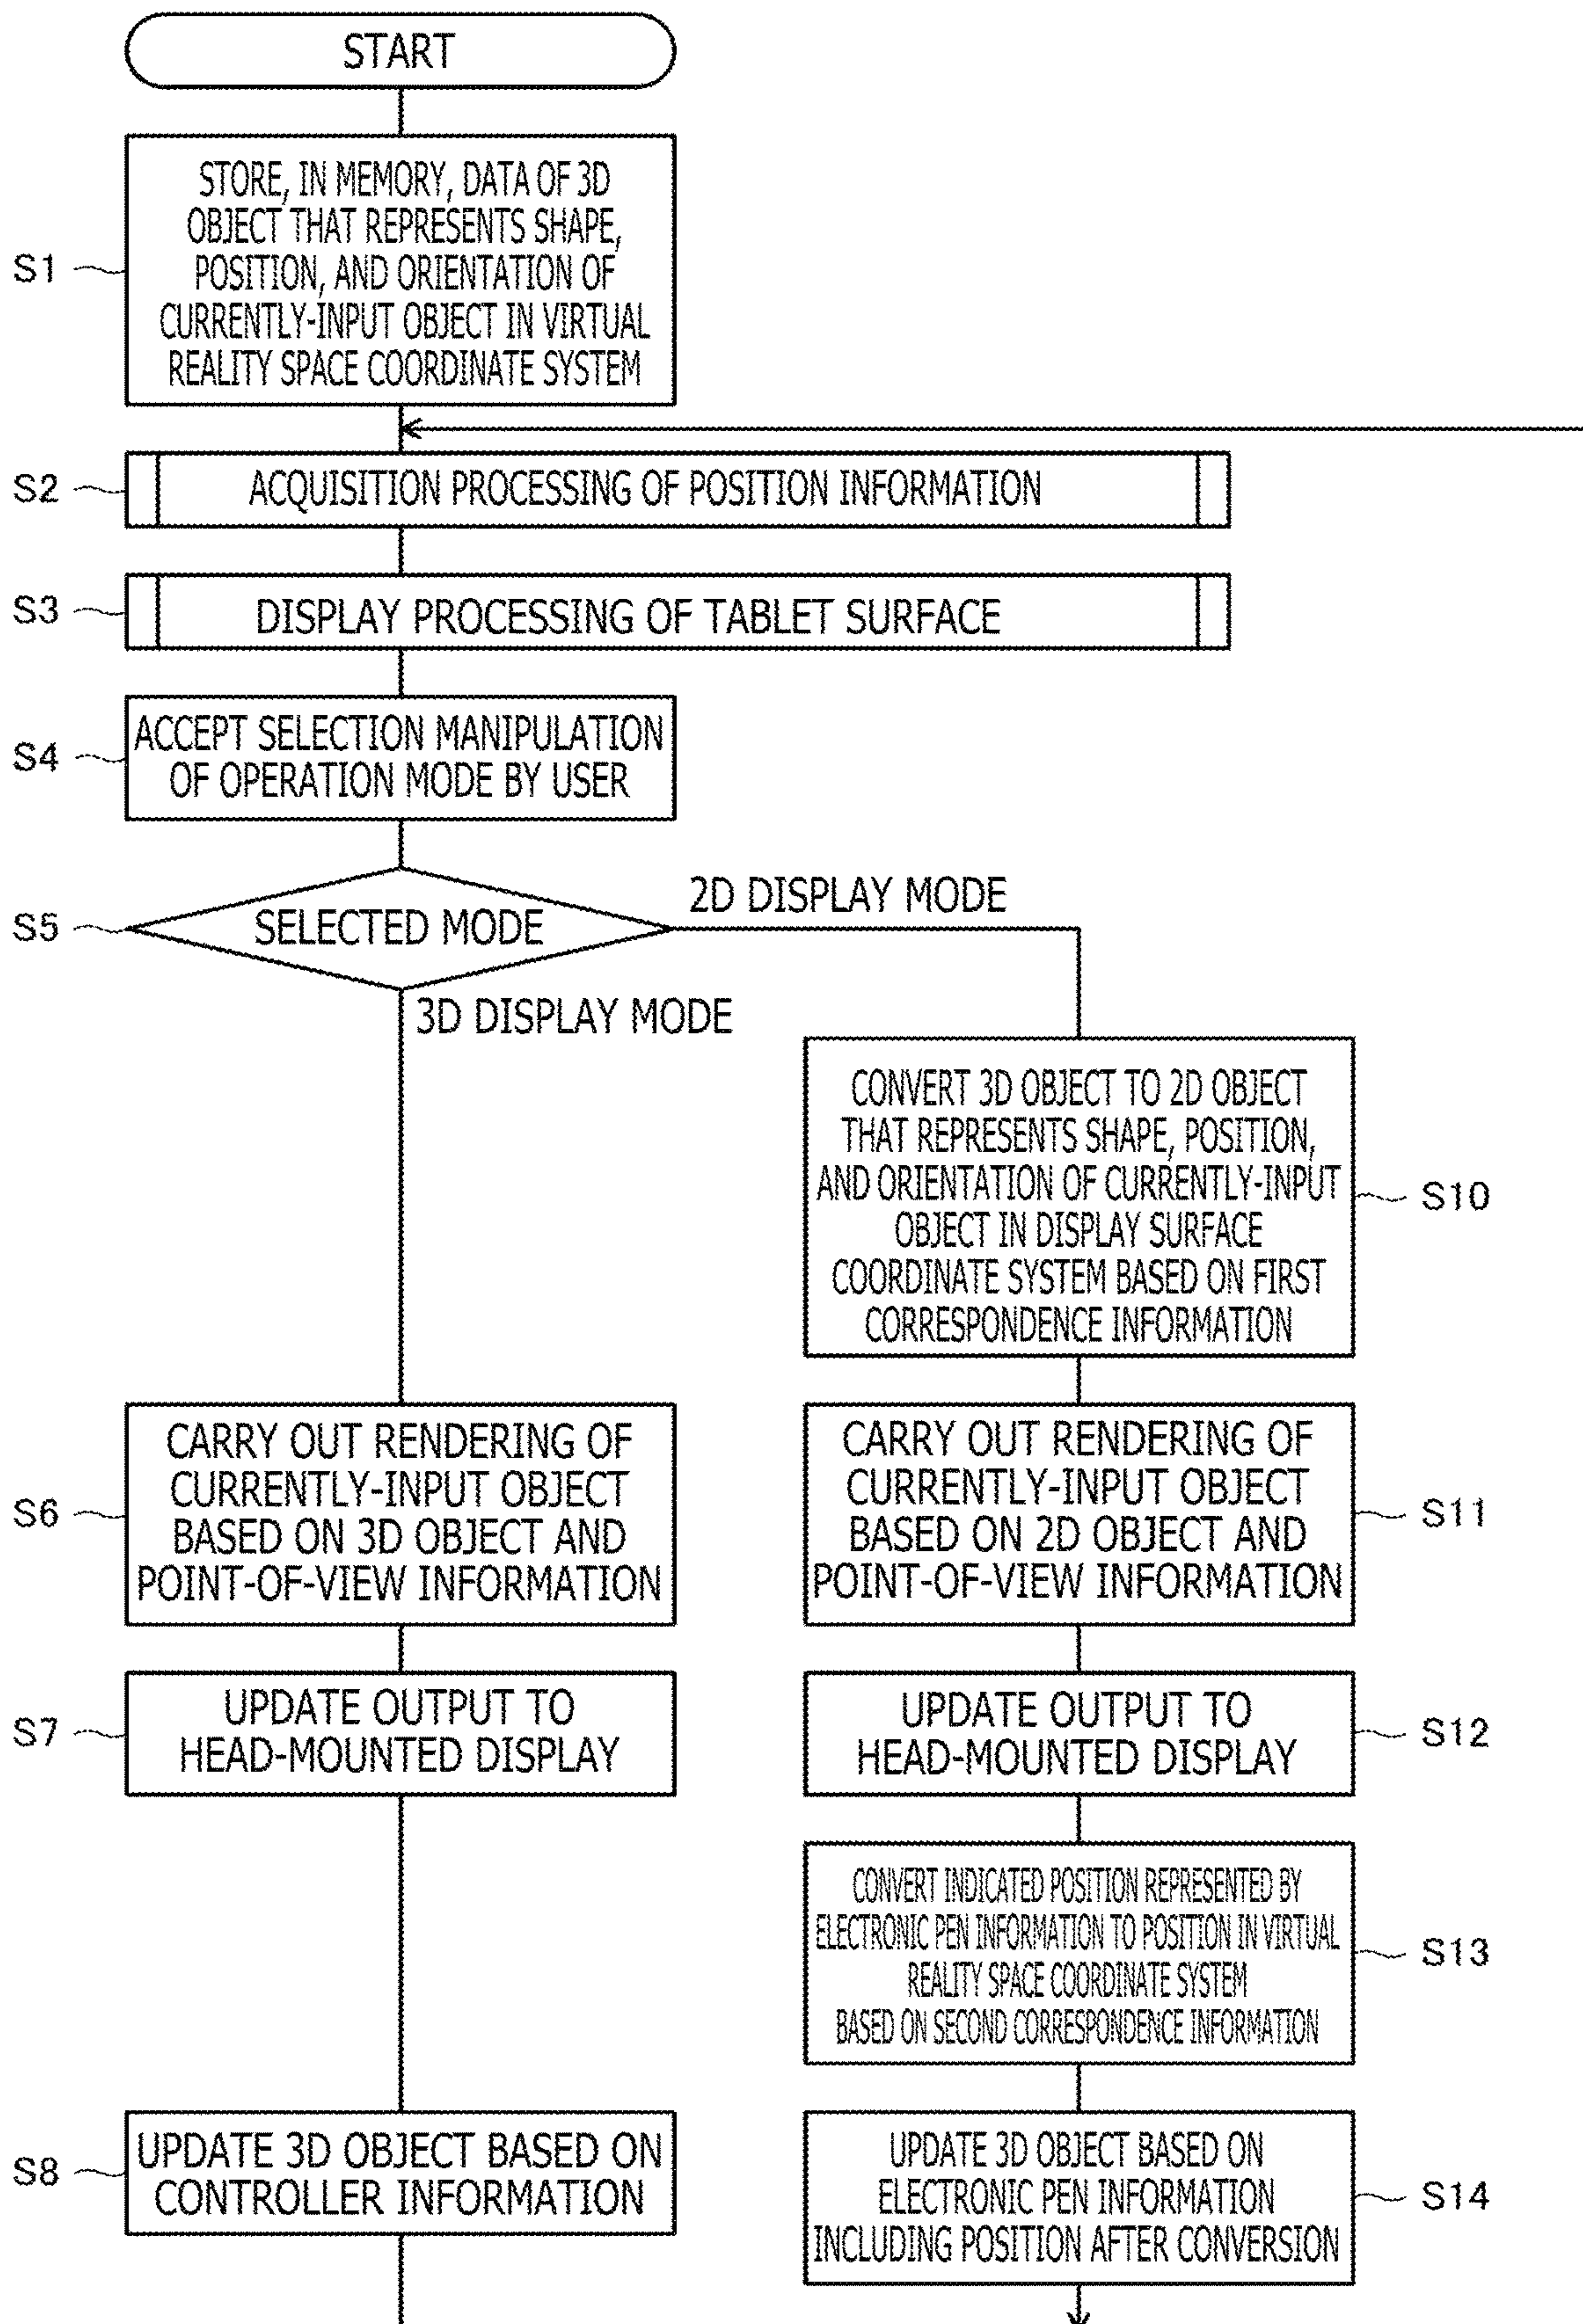 START
S1
STORE, IN MEMORY, DATA OF 3D
OBJECT THAT REPRESENTS SHAPE,
POSITION, AND ORIENTATION OF
CURRENTLY-INPUT OBJECT IN VIRTUAL
REALITY SPACE COORDINATE SYSTEM
S2
ACQUISITION PROCESSING OF POSITION INFORMATION
S3
DISPLAY PROCESSING OF TABLET SURFACE
S4
ACCEPT SELECTION MANIPULATION
OF OPERATION MODE BY USER
S5
SELECTED MODE
2D DISPLAY MODE
3D DISPLAY MODE
CONVERT 3D OBJECT TO 2D OBJECT
THAT REPRESENTS SHAPE, POSITION,
AND ORIENTATION OF CURRENTLY-INPUT
OBJECT IN DISPLAY SURFACE
COORDINATE SYSTEM BASED ON FIRST
CORRESPONDENCE INFORMATION
S10
S6
CARRY OUT RENDERING OF
CURRENTLY-INPUT OBJECT
BASED ON 3D OBJECT AND
POINT-OF-VIEW INFORMATION
CARRY OUT RENDERING OF
CURRENTLY-INPUT OBJECT
BASED ON 2D OBJECT AND
POINT-OF-VIEW INFORMATION
S11
S7
UPDATE OUTPUT TO
HEAD-MOUNTED DISPLAY
UPDATE OUTPUT TO
HEAD-MOUNTED DISPLAY
S12
CONVERT INDICATED POSITION REPRESENTED BY
ELECTRONIC PEN INFORMATION TO POSITION IN VIRTUAL
REALITY SPACE COORDINATE SYSTEM
BASED ON SECOND CORRESPONDENCE INFORMATION
S13
S8
UPDATE 3D OBJECT BASED ON
CONTROLLER INFORMATION
UPDATE 3D OBJECT BASED ON
ELECTRONIC PEN INFORMATION
INCLUDING POSITION AFTER CONVERSION
S14